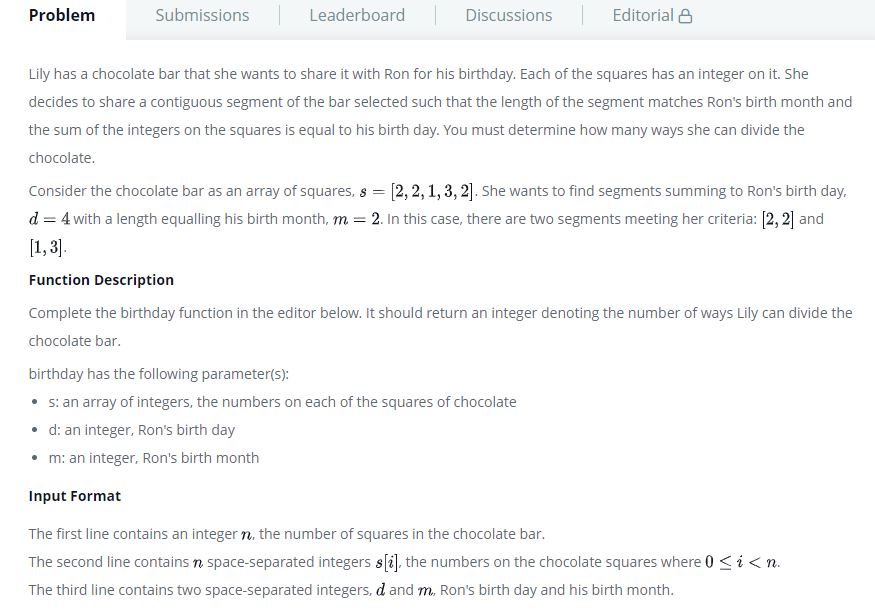 Problem Submissions Leaderboard Discussions Editorial
Lily has a chocolate bar that she wants to share it with Ron for his birthday. Each of the squares has an integer on it. She
decides to share a contiguous segment of the bar selected such that the length of the segment matches Ron's birth month and
the sum of the integers on the squares is equal to his birth day. You must determine how many ways she can divide the
chocolate.
Consider the chocolate bar as an array of squares, s = [2, 2, 1, 3, 2]. She wants to find segments summing to Ron's birth day,
d = 4 with a length equalling his birth month, m = 2. In this case, there are two segments meeting her criteria: [2, 2] and
[1, 3].
Function Description
Complete the birthday function in the editor below. It should return an integer denoting the number of ways Lily can divide the
chocolate bar.
birthday has the following parameter(s):
• s: an array of integers, the numbers on each of the squares of chocolate
• d: an integer, Ron's birth day
• m: an integer, Ron's birth month
Input Format
The first line contains an integer n, the number of squares in the chocolate bar.
The second line contains n space-separated integers s[i], the numbers on the chocolate squares where 0 ≤ i < n.
The third line contains two space-separated integers, d and m, Ron's birth day and his birth month.